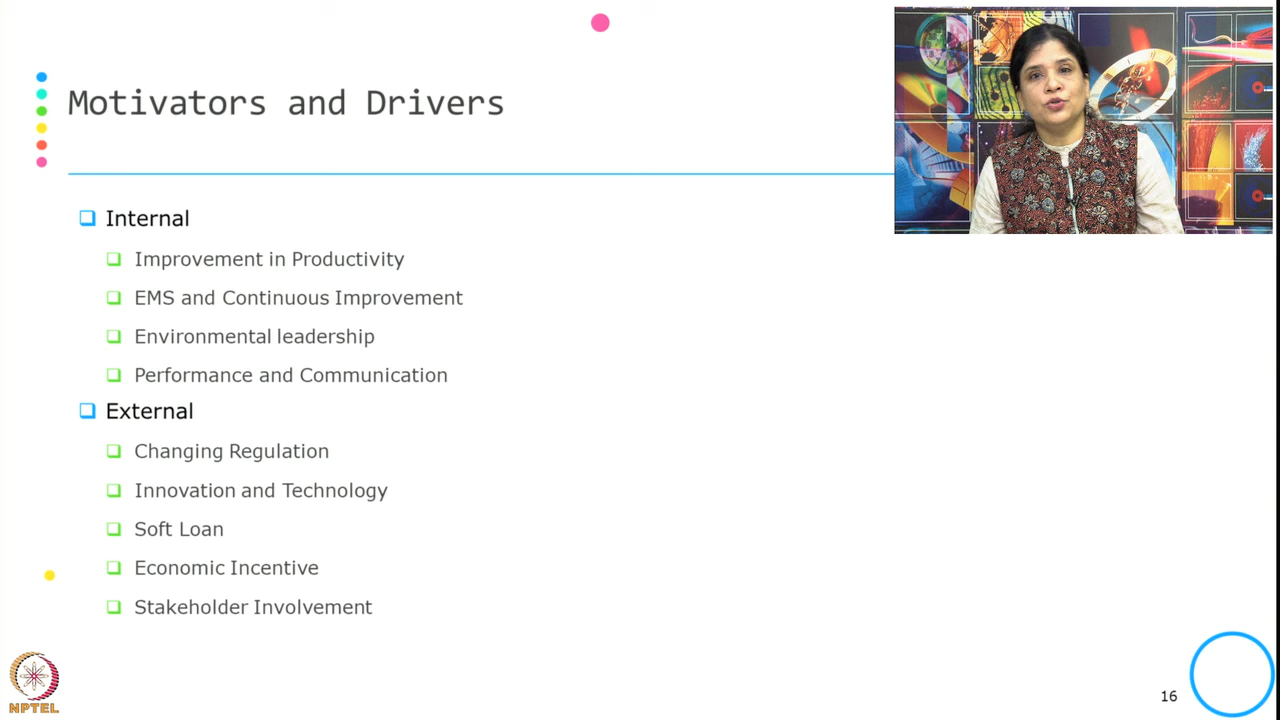 Motivators and Drivers
Internal
Improvement in Productivity
EMS and Continuous Improvement
Environmental leadership
Performance and Communication
External
Changing Regulation
Innovation and Technology
Soft Loan
Economic Incentive
Stakeholder Involvement
NPTEL
16